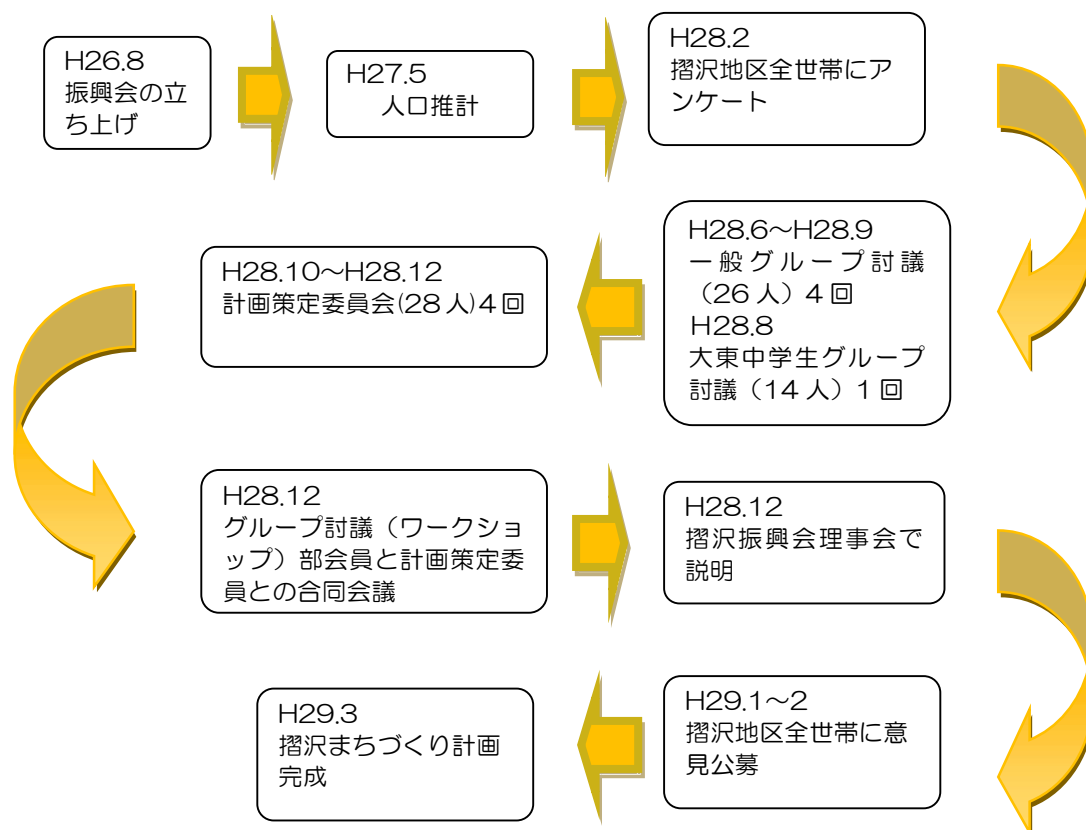 H26.8
振興会の立
ち上げ
H27.5
人口推計
H28.2
摺沢地区全世帯にア
ンケート
H28.6～H28.9
一般グループ討議
（26人）4回
H28.8
大東中学生グループ
討議（14人）1回
H28.10～H28.12
計画策定委員会(28人)4回
H28.12
グループ討議（ワークショ
ップ）部会員と計画策定委
員との合同会議
H28.12
摺沢振興会理事会で
説明
H29.1～2
摺沢地区全世帯に意
見公募
H29.3
摺沢まちづくり計画
完成